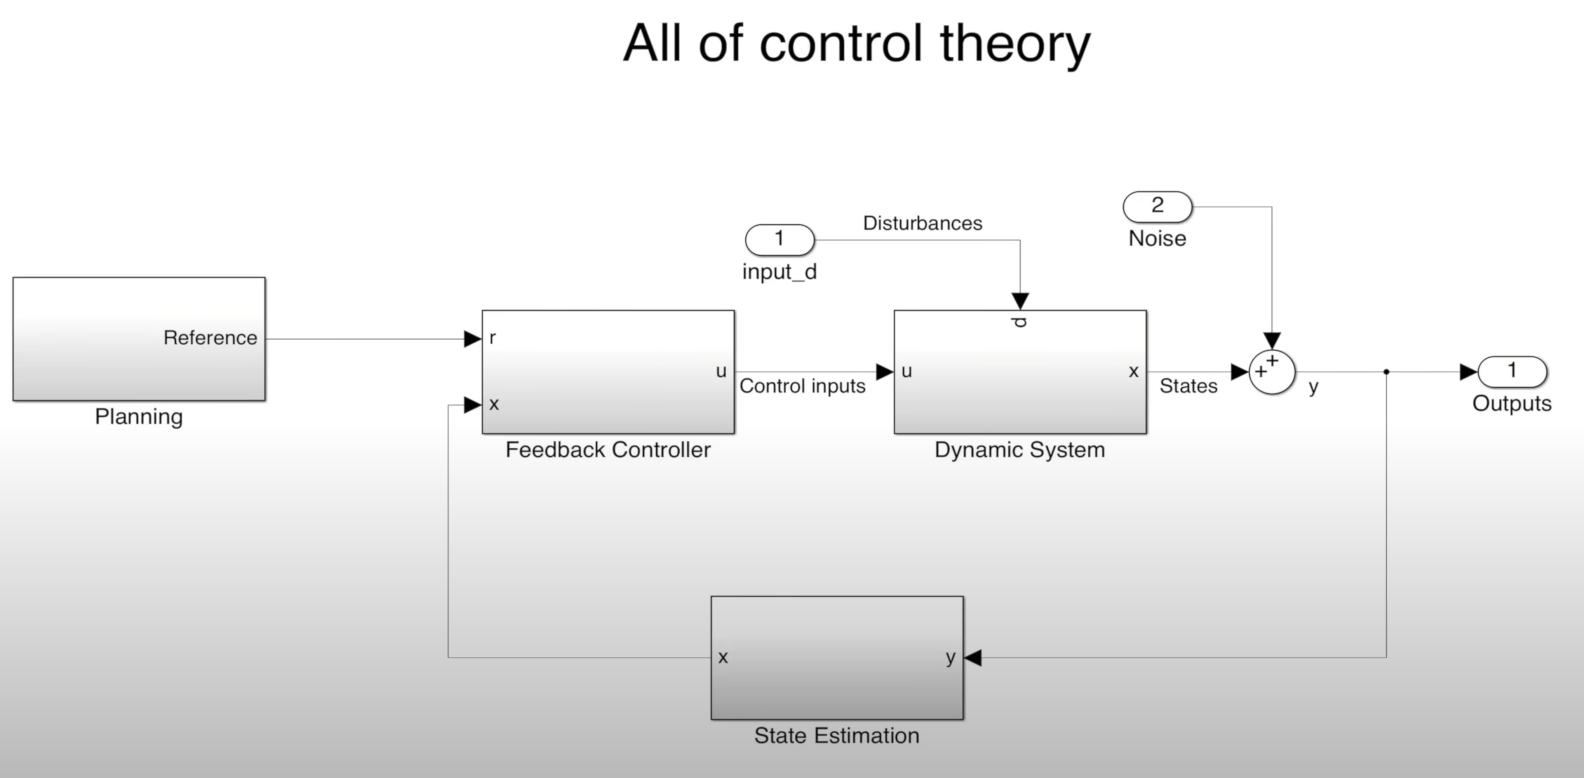 All of control theory
2
Noise
Disturbances
1
input_d
Reference
Planning
r
x
u
Feedback Controller
Control inputs
d
u
x
Dynamic System
States
+
+
y
1
Outputs
x
y
State Estimation